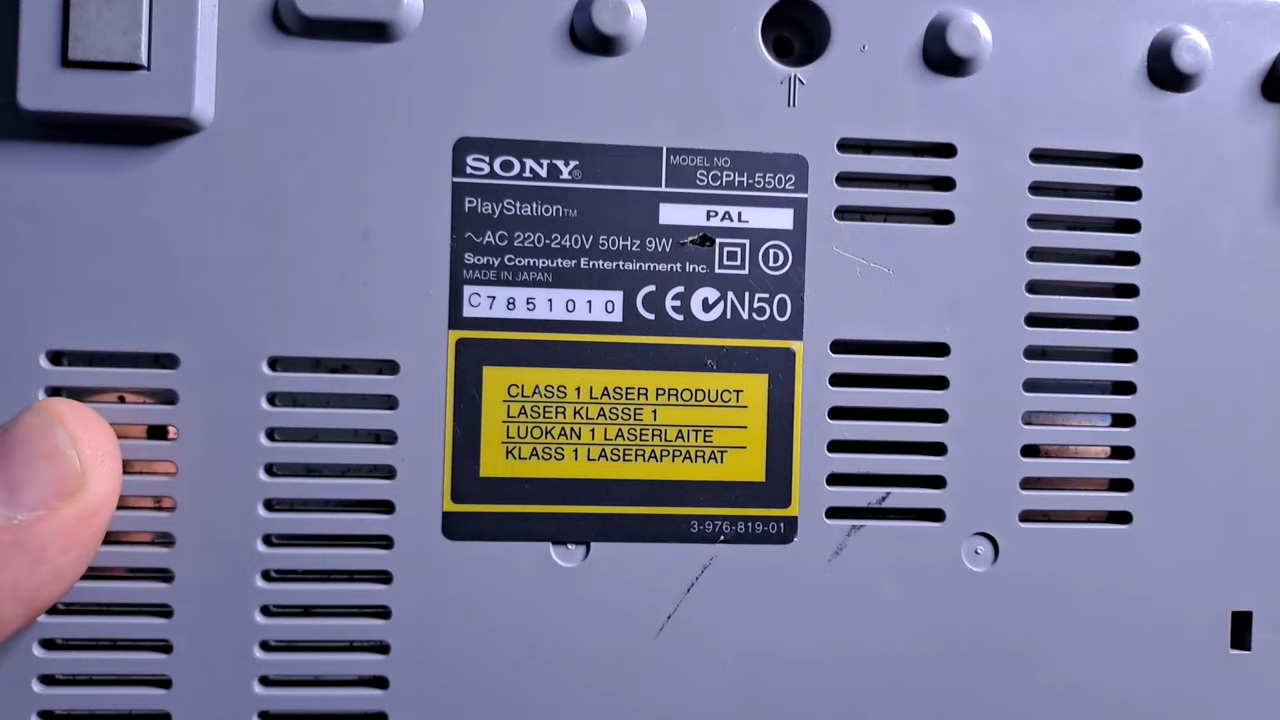 SONY®
MODEL NO.
SCPH-5502
PlayStation™
PAL
~AC 220-240V 50Hz 9W
D
Sony Computer Entertainment Inc.
MADE IN JAPAN
C7851010
CE N50
CLASS 1 LASER PRODUCT
LASER KLASSE 1
LUOKAN 1 LASERLAITE
KLASS 1 LASERAPPARAT
3-976-819-01